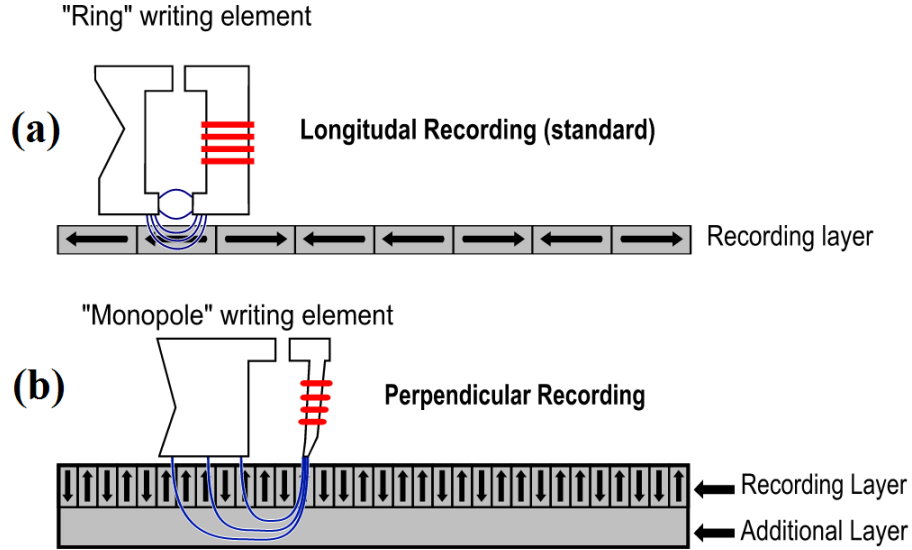 "Ring" writing element
(a)
Longitudal Recording (standard)
Recording layer
"Monopole" writing element
(b)
Perpendicular Recording
Recording Layer
Additional Layer